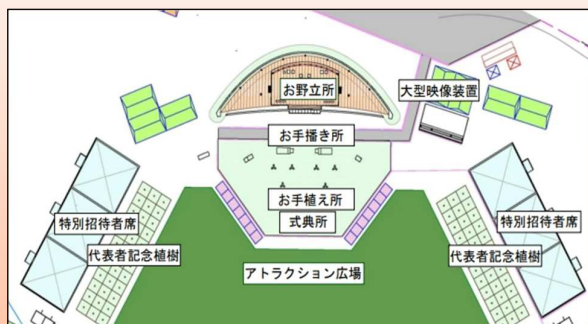 お野立所
大型映像装置
お手播き所
お手植え所
式典所
特別招待者席
代表者記念植樹
アトラクション広場
特別招待者席
代表者記念植樹